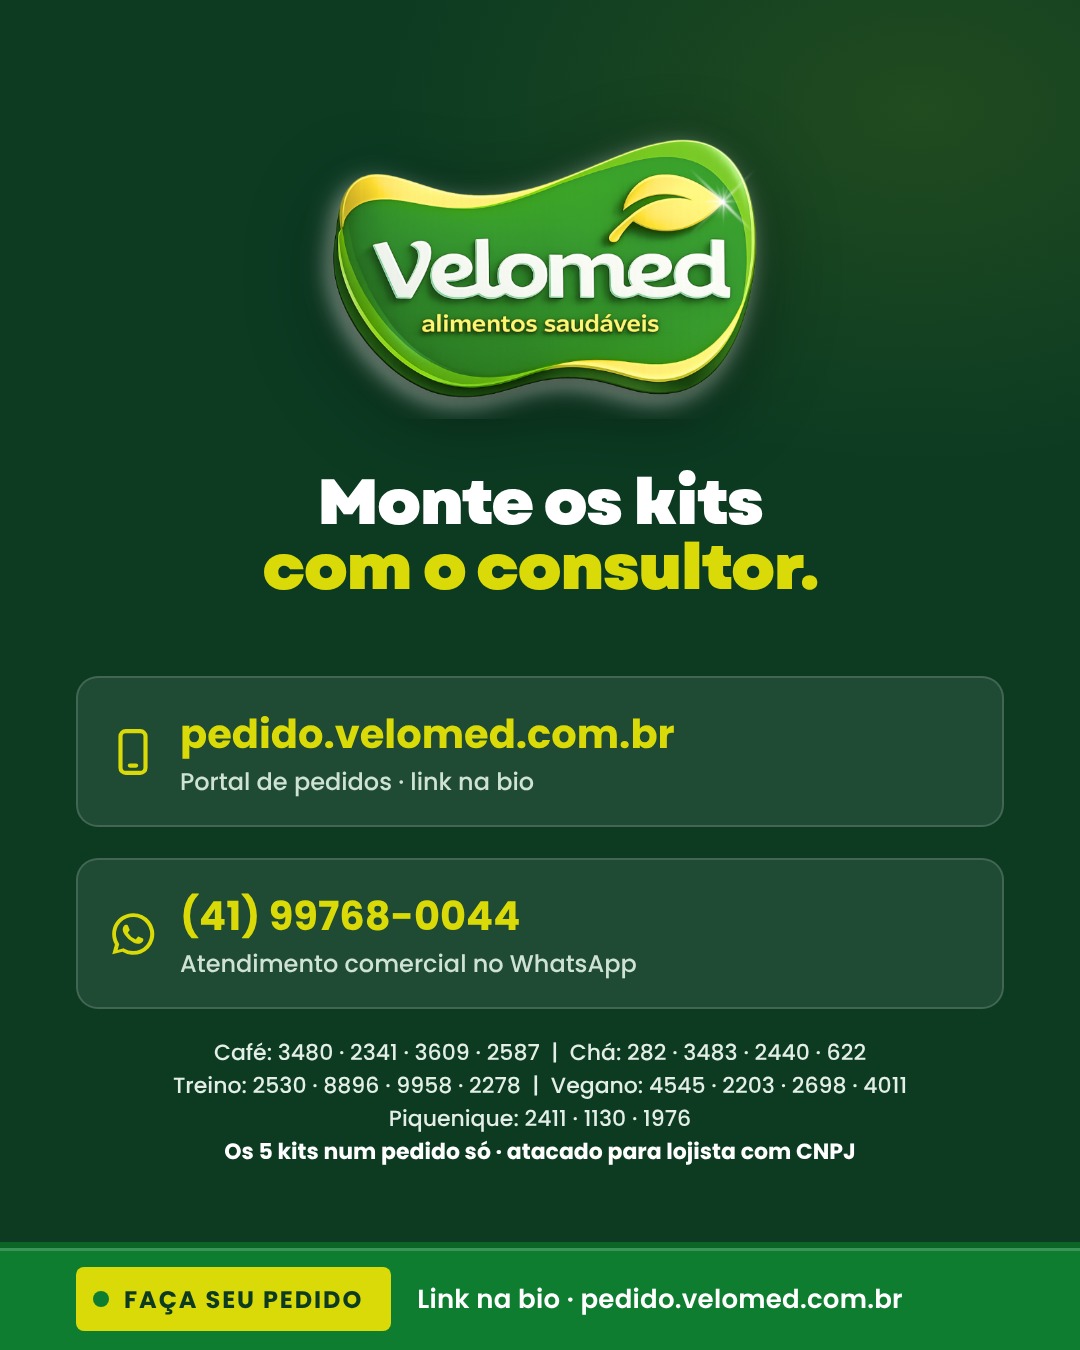 Velomed
alimentos saudáveis
Monte os kits
com o consultor.
pedido.velomed.com.br
Portal de pedidos · link na bio
(41) 99768-0044
Atendimento comercial no WhatsApp
Café: 3480 · 2341 · 3609 · 2587 | Chá: 282 · 3483 · 2440 · 622
Treino: 2530 · 8896 · 9958 · 2278 | Vegano: 4545 · 2203 · 2698 · 4011
Piquenique: 2411 · 1130 · 1976
Os 5 kits num pedido só · atacado para lojista com CNPJ
FAÇA SEU PEDIDO
Link na bio · pedido.velomed.com.br